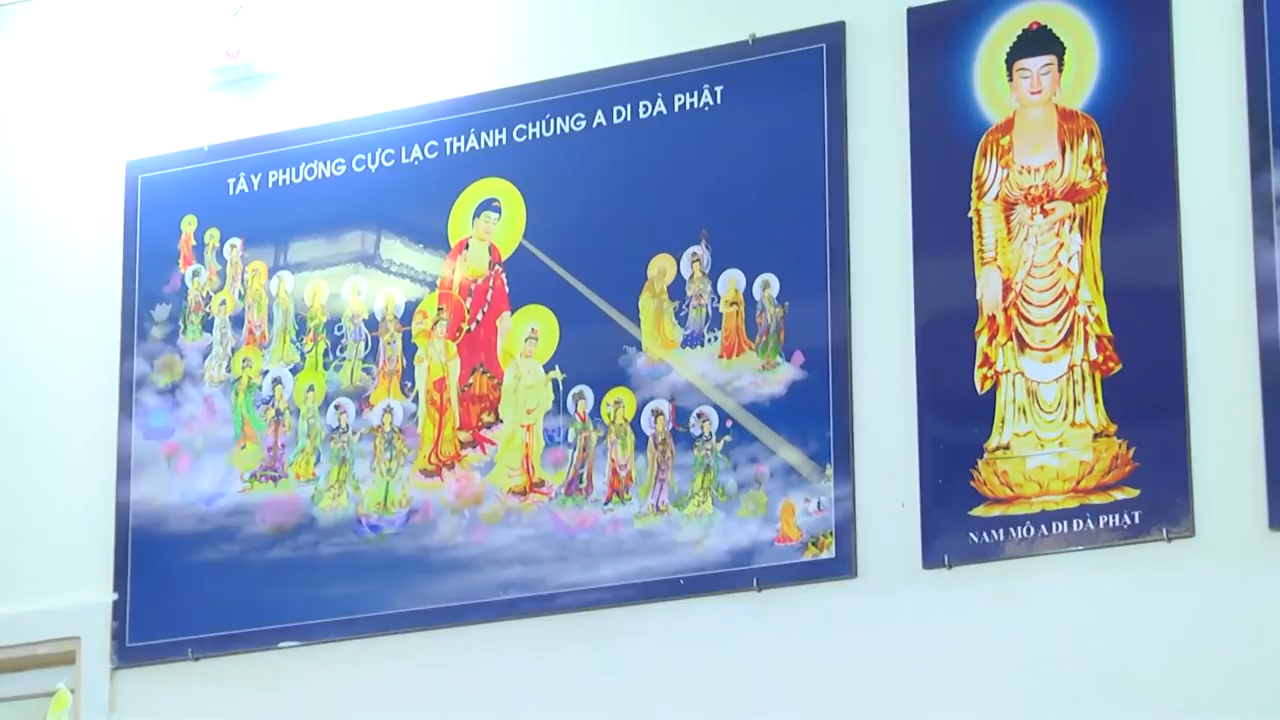 TÂY PHƯƠNG CỰC LẠC THÁNH CHÚNG A DI ĐÀ PHẬT
NAM MÔ A DI ĐÀ PHẬT